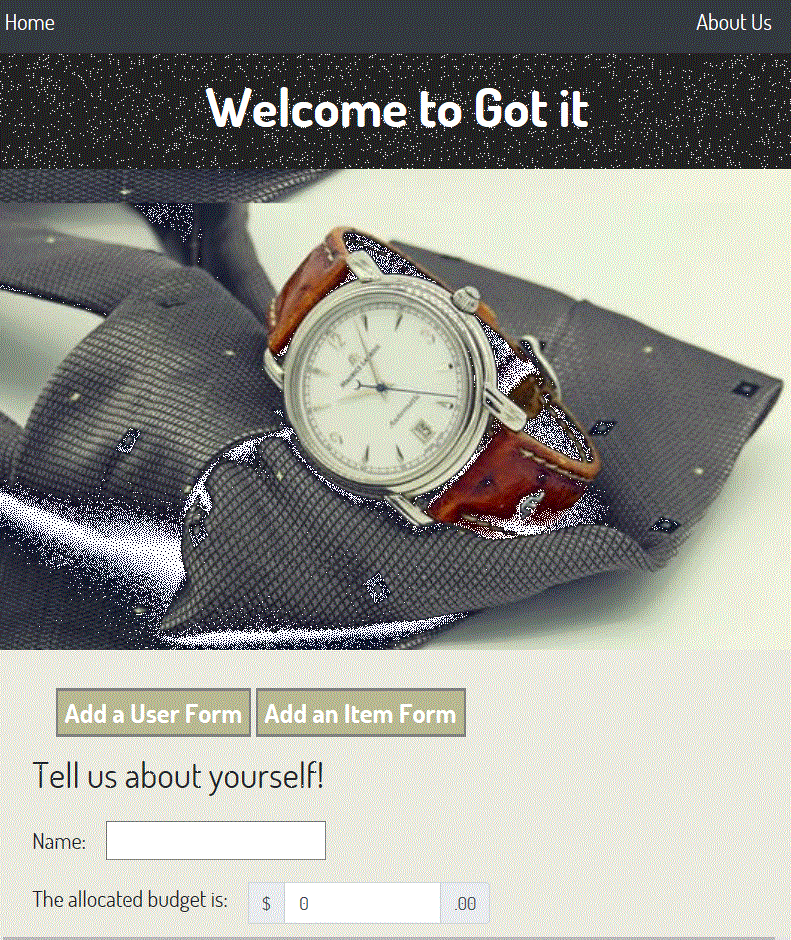 Home
About Us
Welcome to Got it
Add a User Form
Add an Item Form
Tell us about yourself!
Name:
The allocated budget is: $ 0 .00